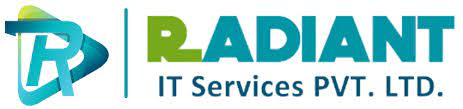 R
RADIANT
IT Services PVT. LTD.